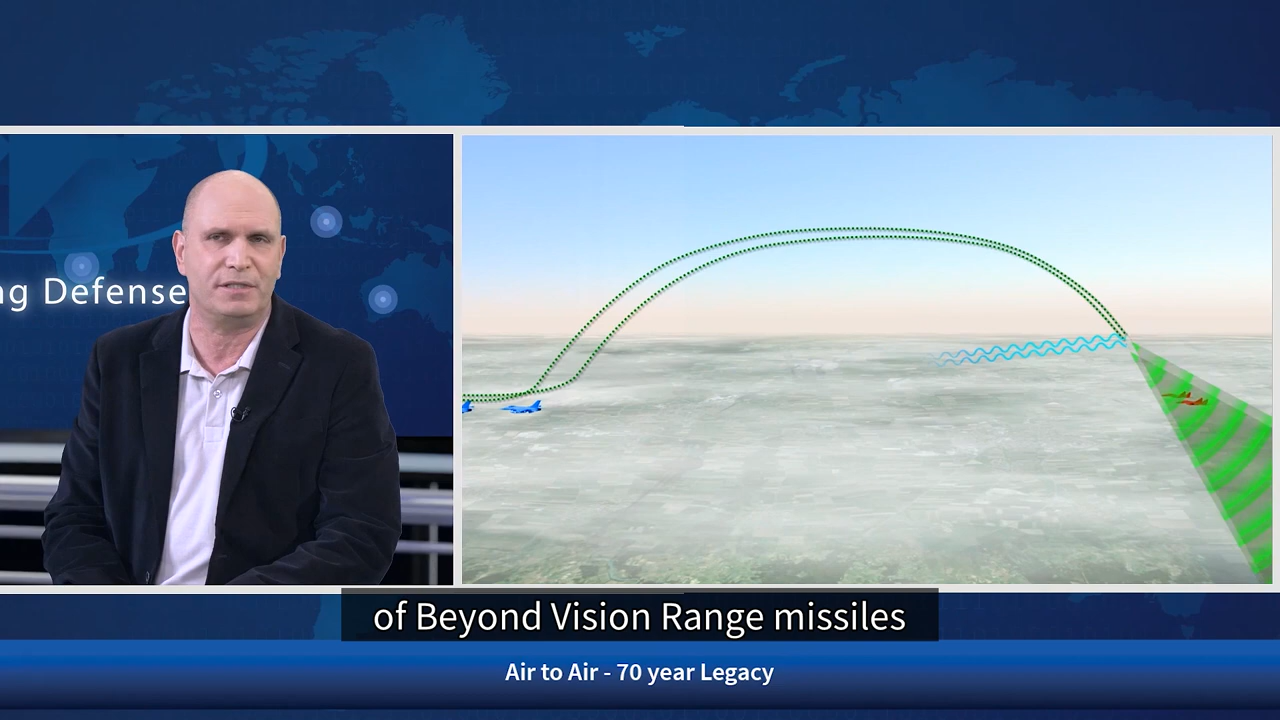 ng Defense
of Beyond Vision Range missiles
Air to Air - 70 year Legacy